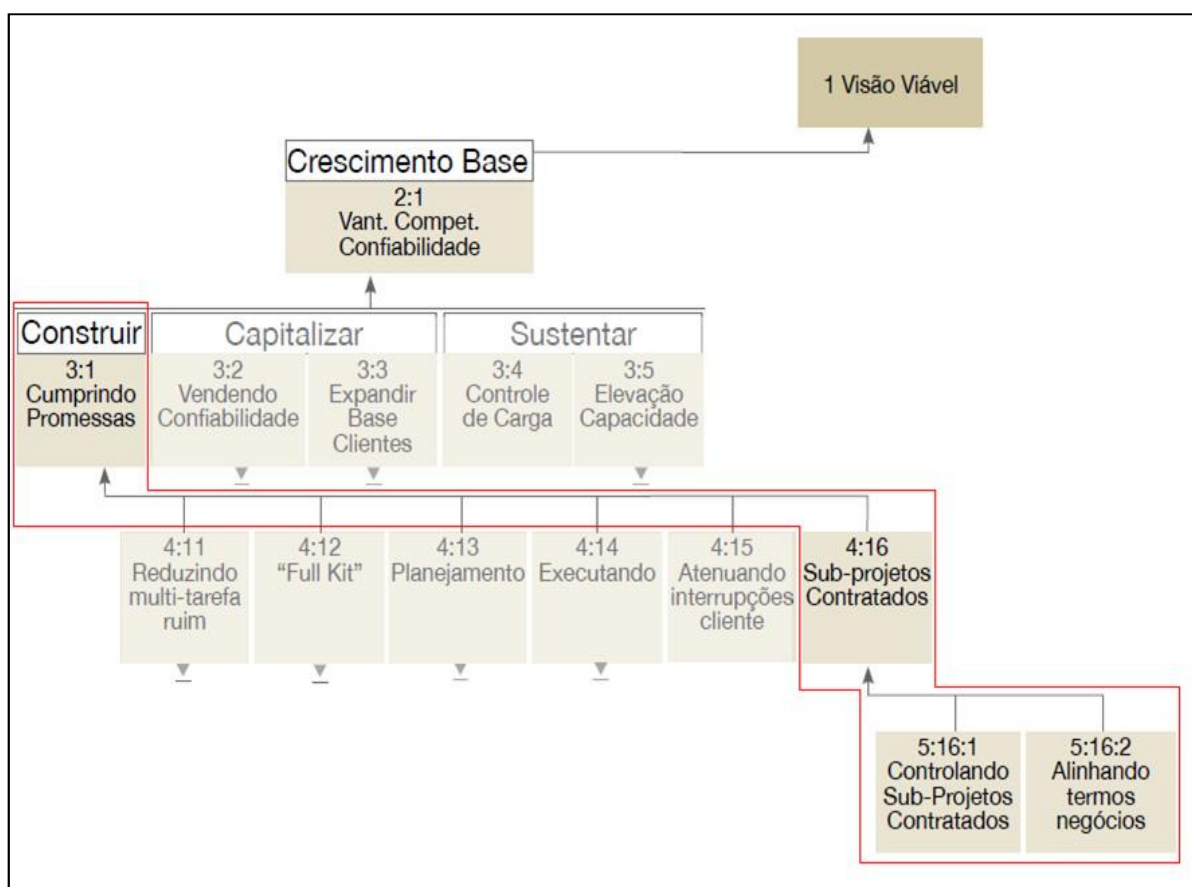 1 Visão Viável
Crescimento Base
2:1
Vant. Compet.
Confiabilidade
Construir
Capitalizar
Sustentar
3:1
Cumprindo
Promessas
3:2
Vendendo
Confiabilidade
3:3
Expandir
Base
Clientes
3:4
Controle
de Carga
3:5
Elevação
Capacidade
4:11
Reduzindo
multi-tarefa
ruim
4:12
“Full Kit”
4:13
Planejamento
4:14
Executando
4:15
Atenuando
interrupções
cliente
4:16
Sub-projetos
Contratados
5:16:1
Controlando
Sub-Projetos
Contratados
5:16:2
Alinhando
termos
negócios